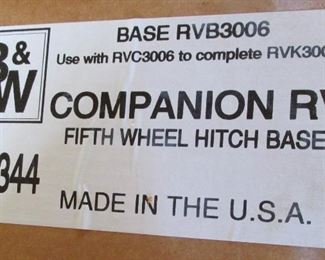 BASE RVB3006
Use with RVC3006 to complete RVK300
B&
W
COMPANION RV
FIFTH WHEEL HITCH BASE
344
MADE IN THE U.S.A.